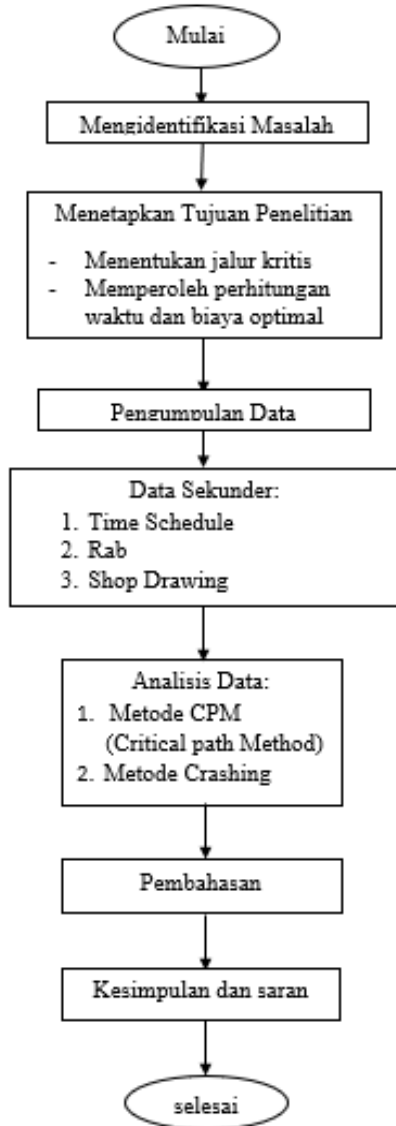 Mulai
Mengidentifikasi Masalah
Menetapkan Tujuan Penelitian
- Menentukan jalur kritis
- Memperoleh perhitungan
waktu dan biaya optimal
Pengumpulan Data
Data Sekunder:
1. Time Schedule
2. Rab
3. Shop Drawing
Analisis Data:
1. Metode CPM
(Critical path Method)
2. Metode Crashing
Pembahasan
Kesimpulan dan saran
selesai